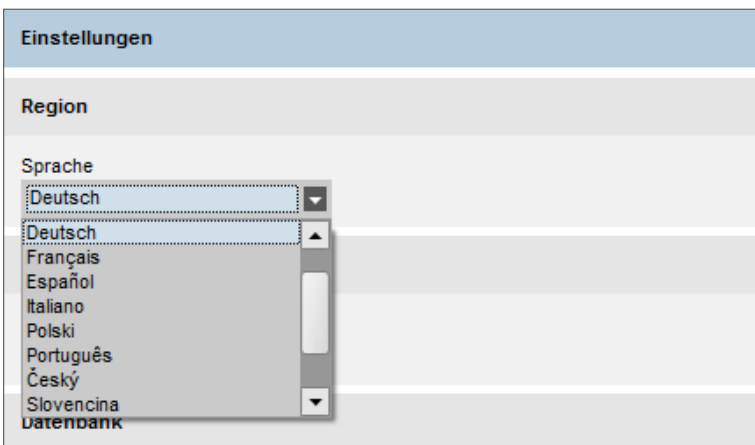 Einstellungen
Region
Sprache
Deutsch
Deutsch
Français
Español
Italiano
Polski
Português
Český
Slovencina
Datenbank